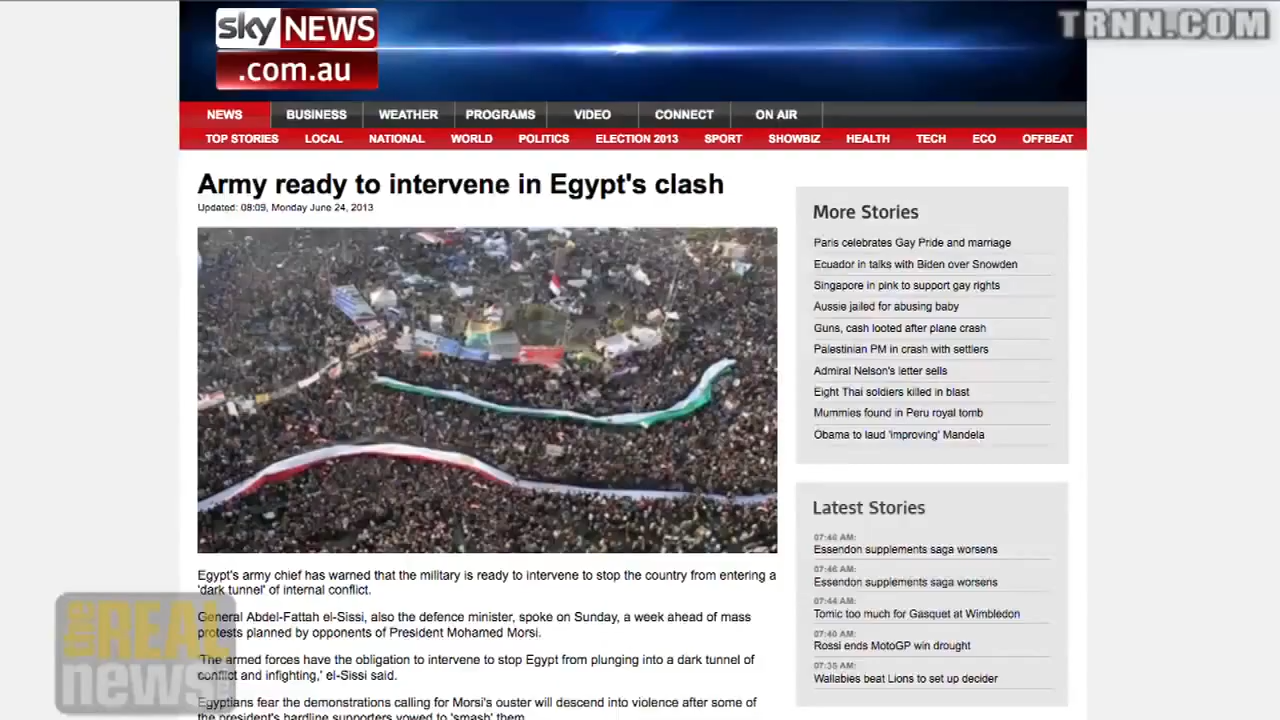 sky NEWS
.com.au
TRNN.COM
NEWS BUSINESS WEATHER PROGRAMS VIDEO CONNECT ON AIR
TOP STORIES LOCAL NATIONAL WORLD POLITICS ELECTION 2013 SPORT SHOWBIZ HEALTH TECH ECO OFFBEAT
Army ready to intervene in Egypt's clash
Updated: 08:09, Monday June 24, 2013
Egypt's army chief has warned that the military is ready to intervene to stop the country from entering a
'dark tunnel' of internal conflict.
General Abdel-Fattah el-Sissi, also the defence minister, spoke on Sunday, a week ahead of mass
protests planned by opponents of President Mohamed Morsi.
'The armed forces have the obligation to intervene to stop Egypt from plunging into a dark tunnel of
conflict and infighting,' el-Sissi said.
Egyptians fear the demonstrations calling for Morsi's ouster will descend into violence after some of
the president's hardline supporters vowed to 'smash' them.
More Stories
Paris celebrates Gay Pride and marriage
Ecuador in talks with Biden over Snowden
Singapore in pink to support gay rights
Aussie jailed for abusing baby
Guns, cash looted after plane crash
Palestinian PM in crash with settlers
Admiral Nelson's letter sells
Eight Thai soldiers killed in blast
Mummies found in Peru royal tomb
Obama to laud 'improving' Mandela
Latest Stories
07:46 AM:
Essendon supplements saga worsens
07:46 AM:
Essendon supplements saga worsens
07:44 AM:
Tomic too much for Gasquet at Wimbledon
07:40 AM:
Rossi ends MotoGP win drought
07:35 AM:
Wallabies beat Lions to set up decider
the REAL
news